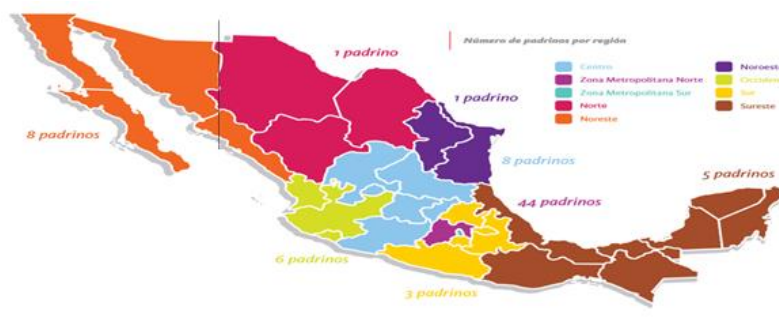 1 padrino
Número de padrinos por región
Centro
Zona Metropolitana Norte
Zona Metropolitana Sur
Norte
Noreste
Noroeste
Occidente
Sur
Sureste
1 padrino
8 padrinos
8 padrinos
5 padrinos
44 padrinos
6 padrinos
3 padrinos